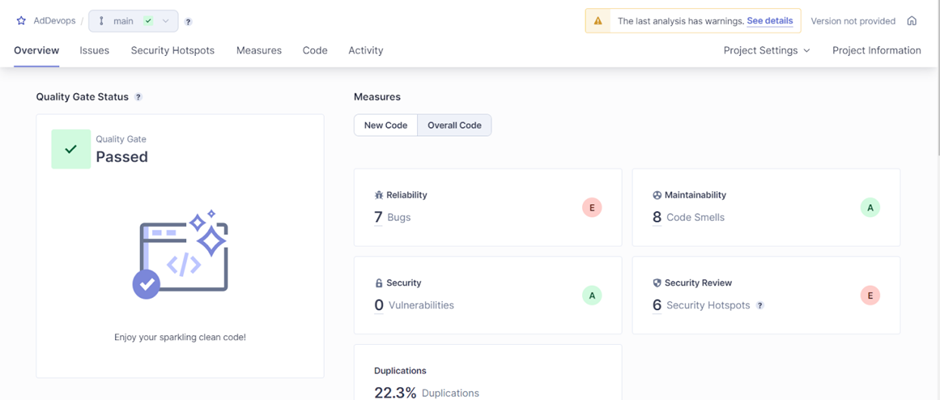 AdDevops / main ?
The last analysis has warnings. See details
Version not provided
Overview Issues Security Hotspots Measures Code Activity
Project Settings Project Information
Quality Gate Status ?
Quality Gate
Passed
</>
Enjoy your sparkling clean code!
Measures
New Code Overall Code
Reliability
7 Bugs
E
Maintainability
8 Code Smells
A
Security
0 Vulnerabilities
A
Security Review
6 Security Hotspots ?
E
Duplications
22.3% Duplications